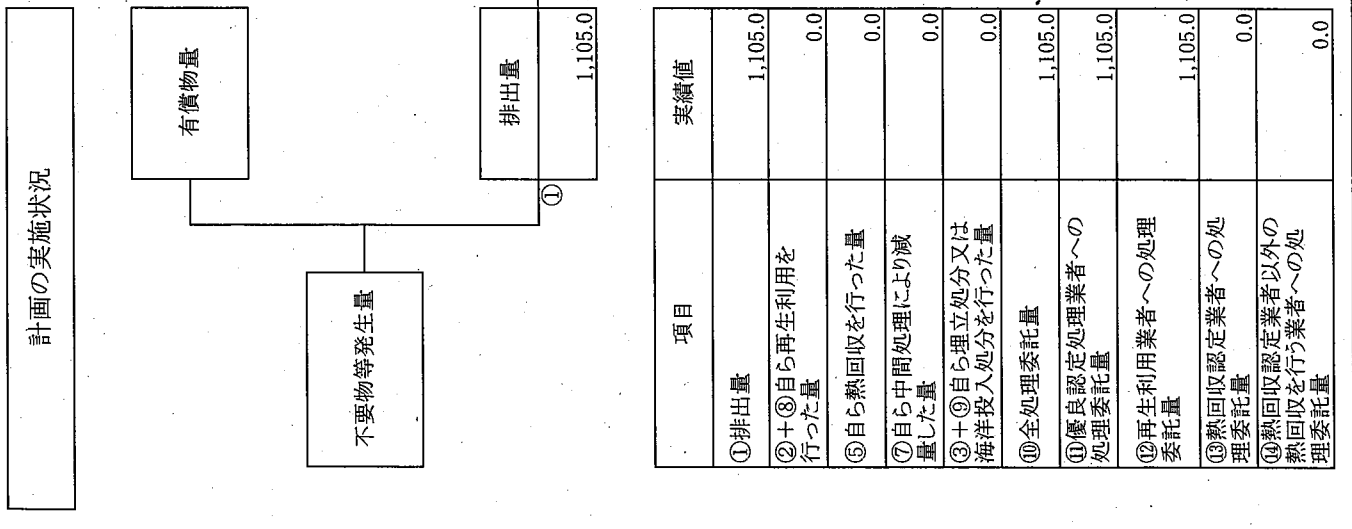 計画の実施状況
有償物量
不要物等発生量
排出量
①
1,105.0
項目
実績値
①排出量
1,105.0
②+⑧自ら再生利用を
行った量
0.0
⑤自ら熱回収を行った量
0.0
⑦自ら中間処理により減
量した量
0.0
③+⑨自ら埋立処分又は
海洋投入処分を行った量
0.0
⑩全処理委託量
1,105.0
⑪優良認定処理業者への
処理委託量
1,105.0
⑫再生利用業者への処理
委託量
1,105.0
⑬熱回収認定業者への処
理委託量
0.0
⑭熱回収認定業者以外の
熱回収を行う業者への処
理委託量
0.0